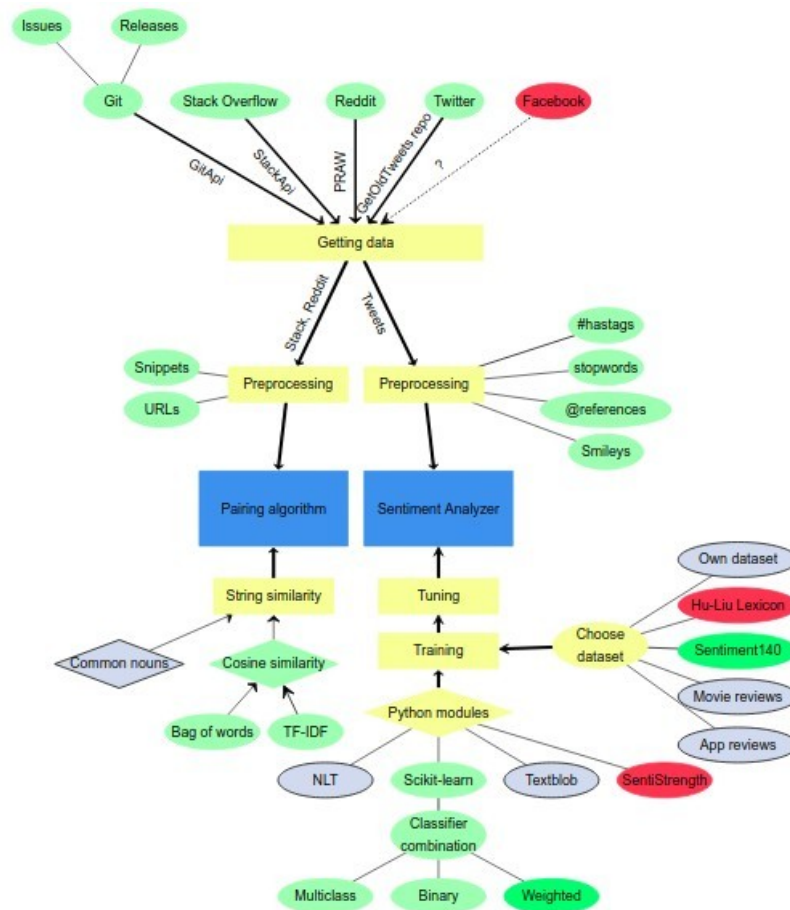 Issues
Releases
Git
Stack Overflow
Reddit
Twitter
Facebook
GitApi
StackApi
PRAW
GetOldTweets repo
?
Getting data
Stack, Reddit
Tweets
#hastags
Snippets
stopwords
Preprocessing
Preprocessing
URLs
@references
Smileys
Pairing algorithm
Sentiment Analyzer
Own dataset
String similarity
Tuning
Hu-Liu Lexicon
Choose
dataset
Sentiment140
Training
Common nouns
Cosine similarity
Movie reviews
Python modules
Bag of words
TF-IDF
App reviews
NLT
Scikit-learn
Textblob
SentiStrength
Classifier
combination
Multiclass
Binary
Weighted